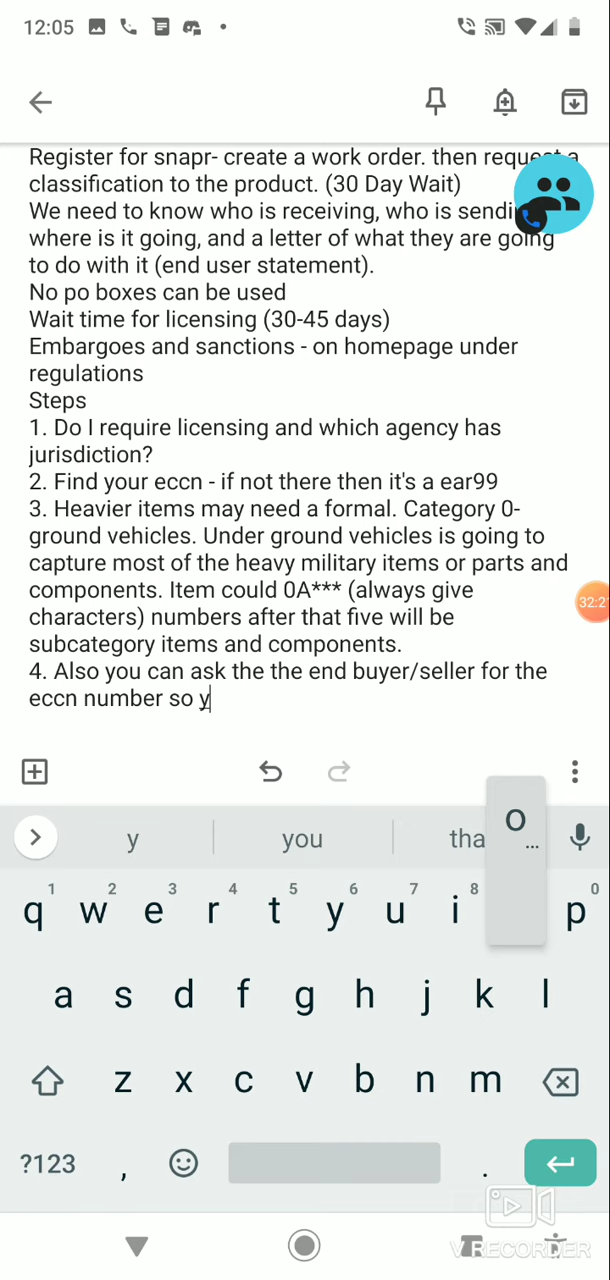 12:05
Register for snapr- create a work order. then request a
classification to the product. (30 Day Wait)
We need to know who is receiving, who is sendi
where is it going, and a letter of what they are going
to do with it (end user statement).
No po boxes can be used
Wait time for licensing (30-45 days)
Embargoes and sanctions - on homepage under
regulations
Steps
1. Do I require licensing and which agency has
jurisdiction?
2. Find your eccn - if not there then it's a ear99
3. Heavier items may need a formal. Category 0-
ground vehicles. Under ground vehicles is going to
capture most of the heavy military items or parts and
components. Item could 0A*** (always give
32:2
characters) numbers after that five will be
subcategory items and components.
4. Also you can ask the the end buyer/seller for the
eccn number so y
y you tha o ...
1 2 3 4 5 6 7 8 0
q w e r t y u i p
a s d f g h j k l
z x c v b n m
?123 , .
V RECORDER